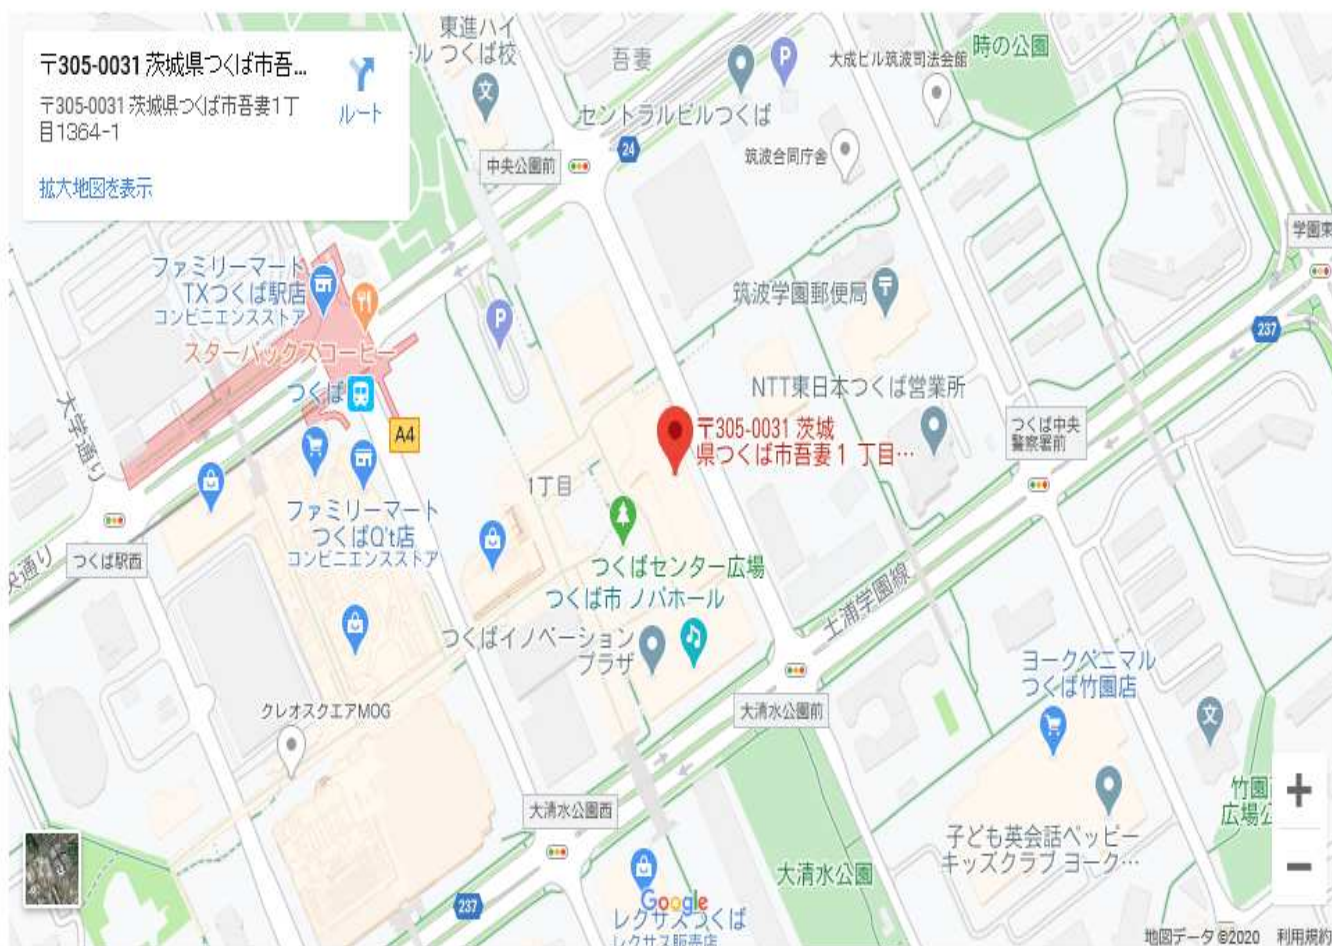 〒305-0031 茨城県つくば市吾...
〒305-0031 茨城県つくば市吾妻1丁
目1364-1
ルート
拡大地図を表示
東進ハイ
ール つくば校
吾妻
P
大成ビル筑波司法会館
時の公園
セントラルビルつくば
24
中央公園前
筑波合同庁舎
学園東
ファミリーマート
TXつくば駅店
コンビニエンスストア
P
筑波学園郵便局
237
スターバックスコーヒー
つくば
大学通り
A4
NTT東日本つくば営業所
〒305-0031 茨城
県つくば市吾妻１ 丁目…
つくば中央
警察署前
1丁目
ファミリーマート
つくばQ't店
コンビニエンスストア
つくば駅西
央通り
つくばセンター広場
つくば市 ノバホール
つくばイノベーション
プラザ
土浦学園線
ヨークベニマル
つくば竹園店
クレオスクエアMOG
大清水公園前
文
文
大清水公園西
竹園
広場公
子ども英会話ペッピー
キッズクラブ ヨーク…
大清水公園
237
Google
レクサスつくば
レクサス販売店
地図データ ©2020
利用規約